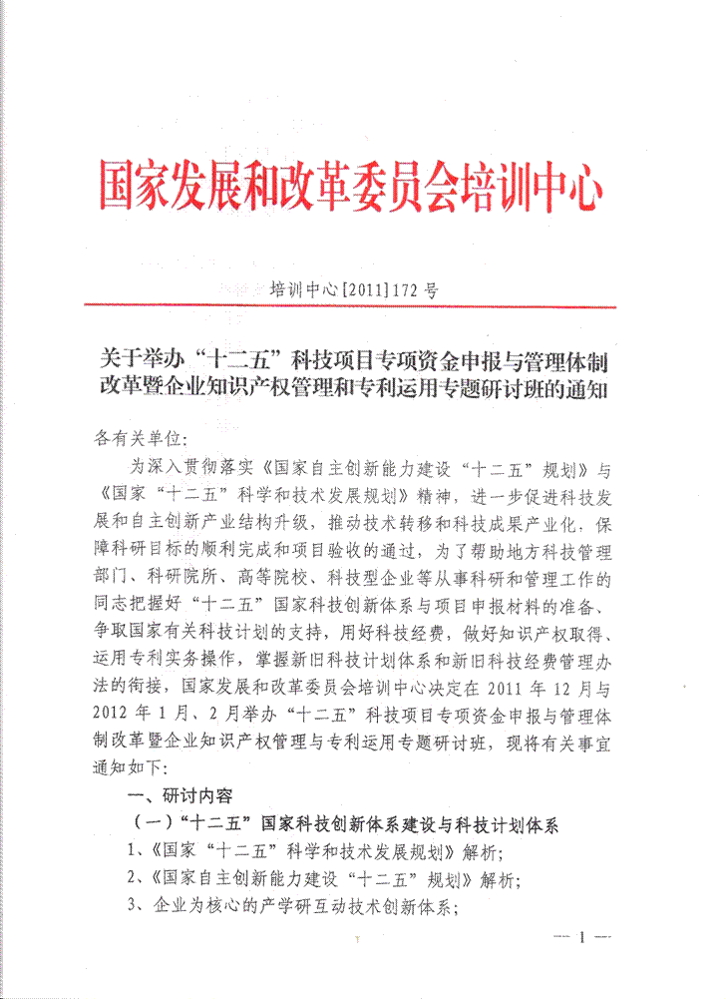 国家发展和改革委员会培训中心
培训中心[2011]172 号
关于举办“十二五”科技项目专项资金申报与管理体制
改革暨企业知识产权管理和专利运用专题研讨班的通知
各有关单位：
为深入贯彻落实《国家自主创新能力建设“十二五”规划》与
《国家“十二五”科学和技术发展规划》精神，进一步促进科技发
展和自主创新产业结构升级，推动技术转移和科技成果产业化，保
障科研目标的顺利完成和项目验收的通过，为了帮助地方科技管理
部门、科研院所、高等院校、科技型企业等从事科研和管理工作的
同志把握好“十二五”国家科技创新体系与项目申报材料的准备、
争取国家有关科技计划的支持，用好科技经费，做好知识产权取得、
运用专利实务操作，掌握新旧科技计划体系和新旧科技经费管理办
法的衔接，国家发展和改革委员会培训中心决定在 2011 年 12 月与
2012 年 1 月、2 月举办“十二五”科技项目专项资金申报与管理体
制改革暨企业知识产权管理与专利运用专题研讨班，现将有关事宜
通知如下：
一、研讨内容
（一）“十二五”国家科技创新体系建设与科技计划体系
1、《国家“十二五”科学和技术发展规划》解析；
2、《国家自主创新能力建设“十二五”规划》解析；
3、企业为核心的产学研互动技术创新体系；
— 1 —